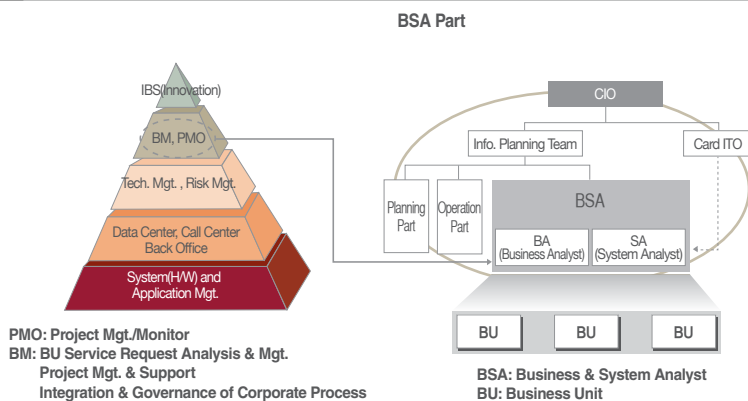 BSA Part
IBS(Innovation)
BM, PMO
Tech. Mgt. , Risk Mgt.
Data Center, Call Center
Back Office
System(H/W) and
Application Mgt.
PMO: Project Mgt./Monitor
BM: BU Service Request Analysis & Mgt.
Project Mgt. & Support
Integration & Governance of Corporate Process
CIO
Info. Planning Team
Card ITO
Planning
Part
Operation
Part
BSA
BA
(Business Analyst)
SA
(System Analyst)
BU
BU
BU
BSA: Business & System Analyst
BU: Business Unit